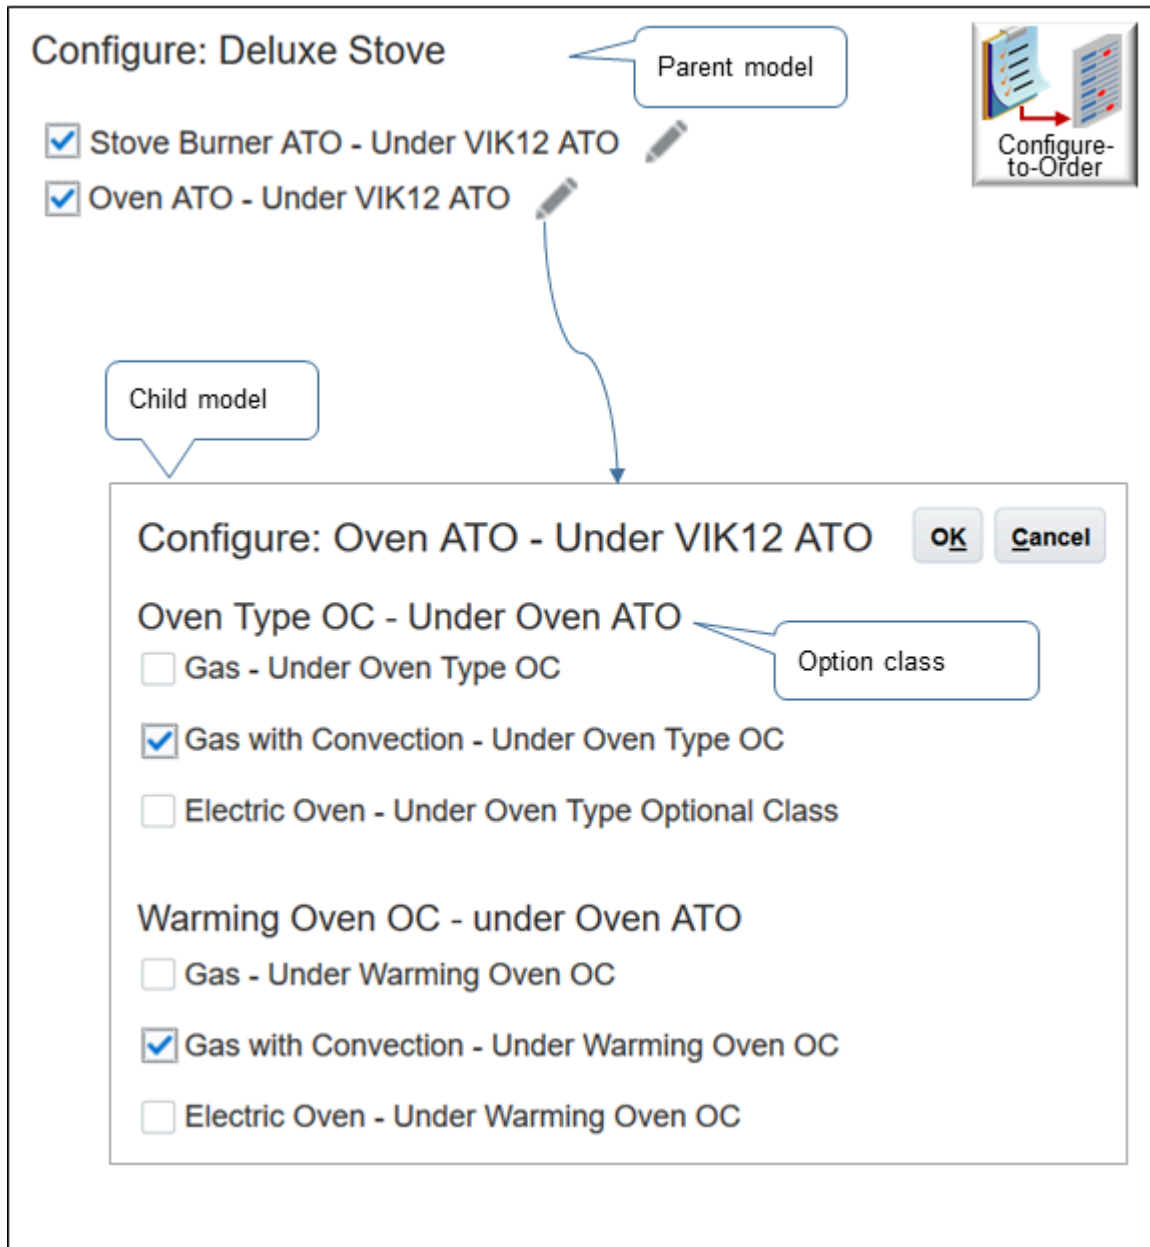 Configure: Deluxe Stove
Parent model
Configure-
to-Order
Stove Burner ATO - Under VIK12 ATO
Oven ATO - Under VIK12 ATO
Child model
Configure: Oven ATO - Under VIK12 ATO
OK
Cancel
Oven Type OC - Under Oven ATO
Option class
Gas - Under Oven Type OC
Gas with Convection - Under Oven Type OC
Electric Oven - Under Oven Type Optional Class
Warming Oven OC - under Oven ATO
Gas - Under Warming Oven OC
Gas with Convection - Under Warming Oven OC
Electric Oven - Under Warming Oven OC